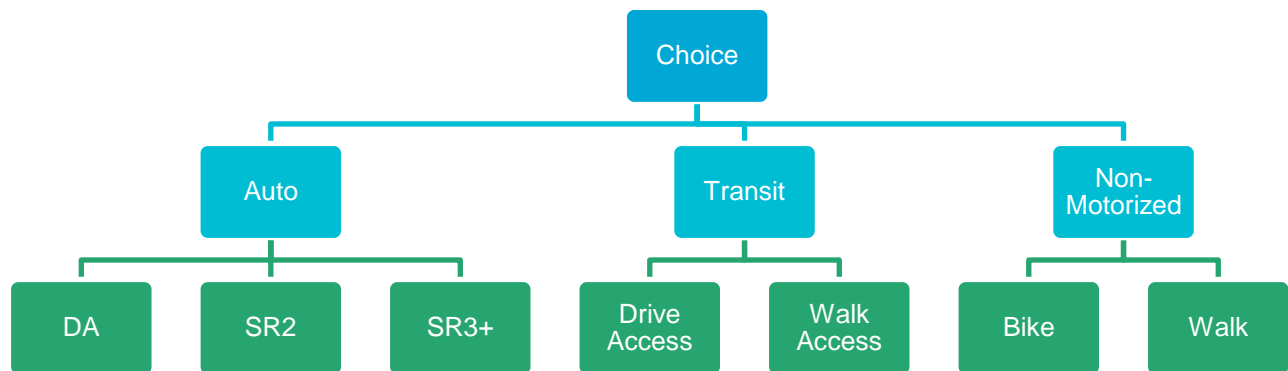 Choice
Auto
Transit
Non-
Motorized
DA
SR2
SR3+
Drive
Access
Walk
Access
Bike
Walk